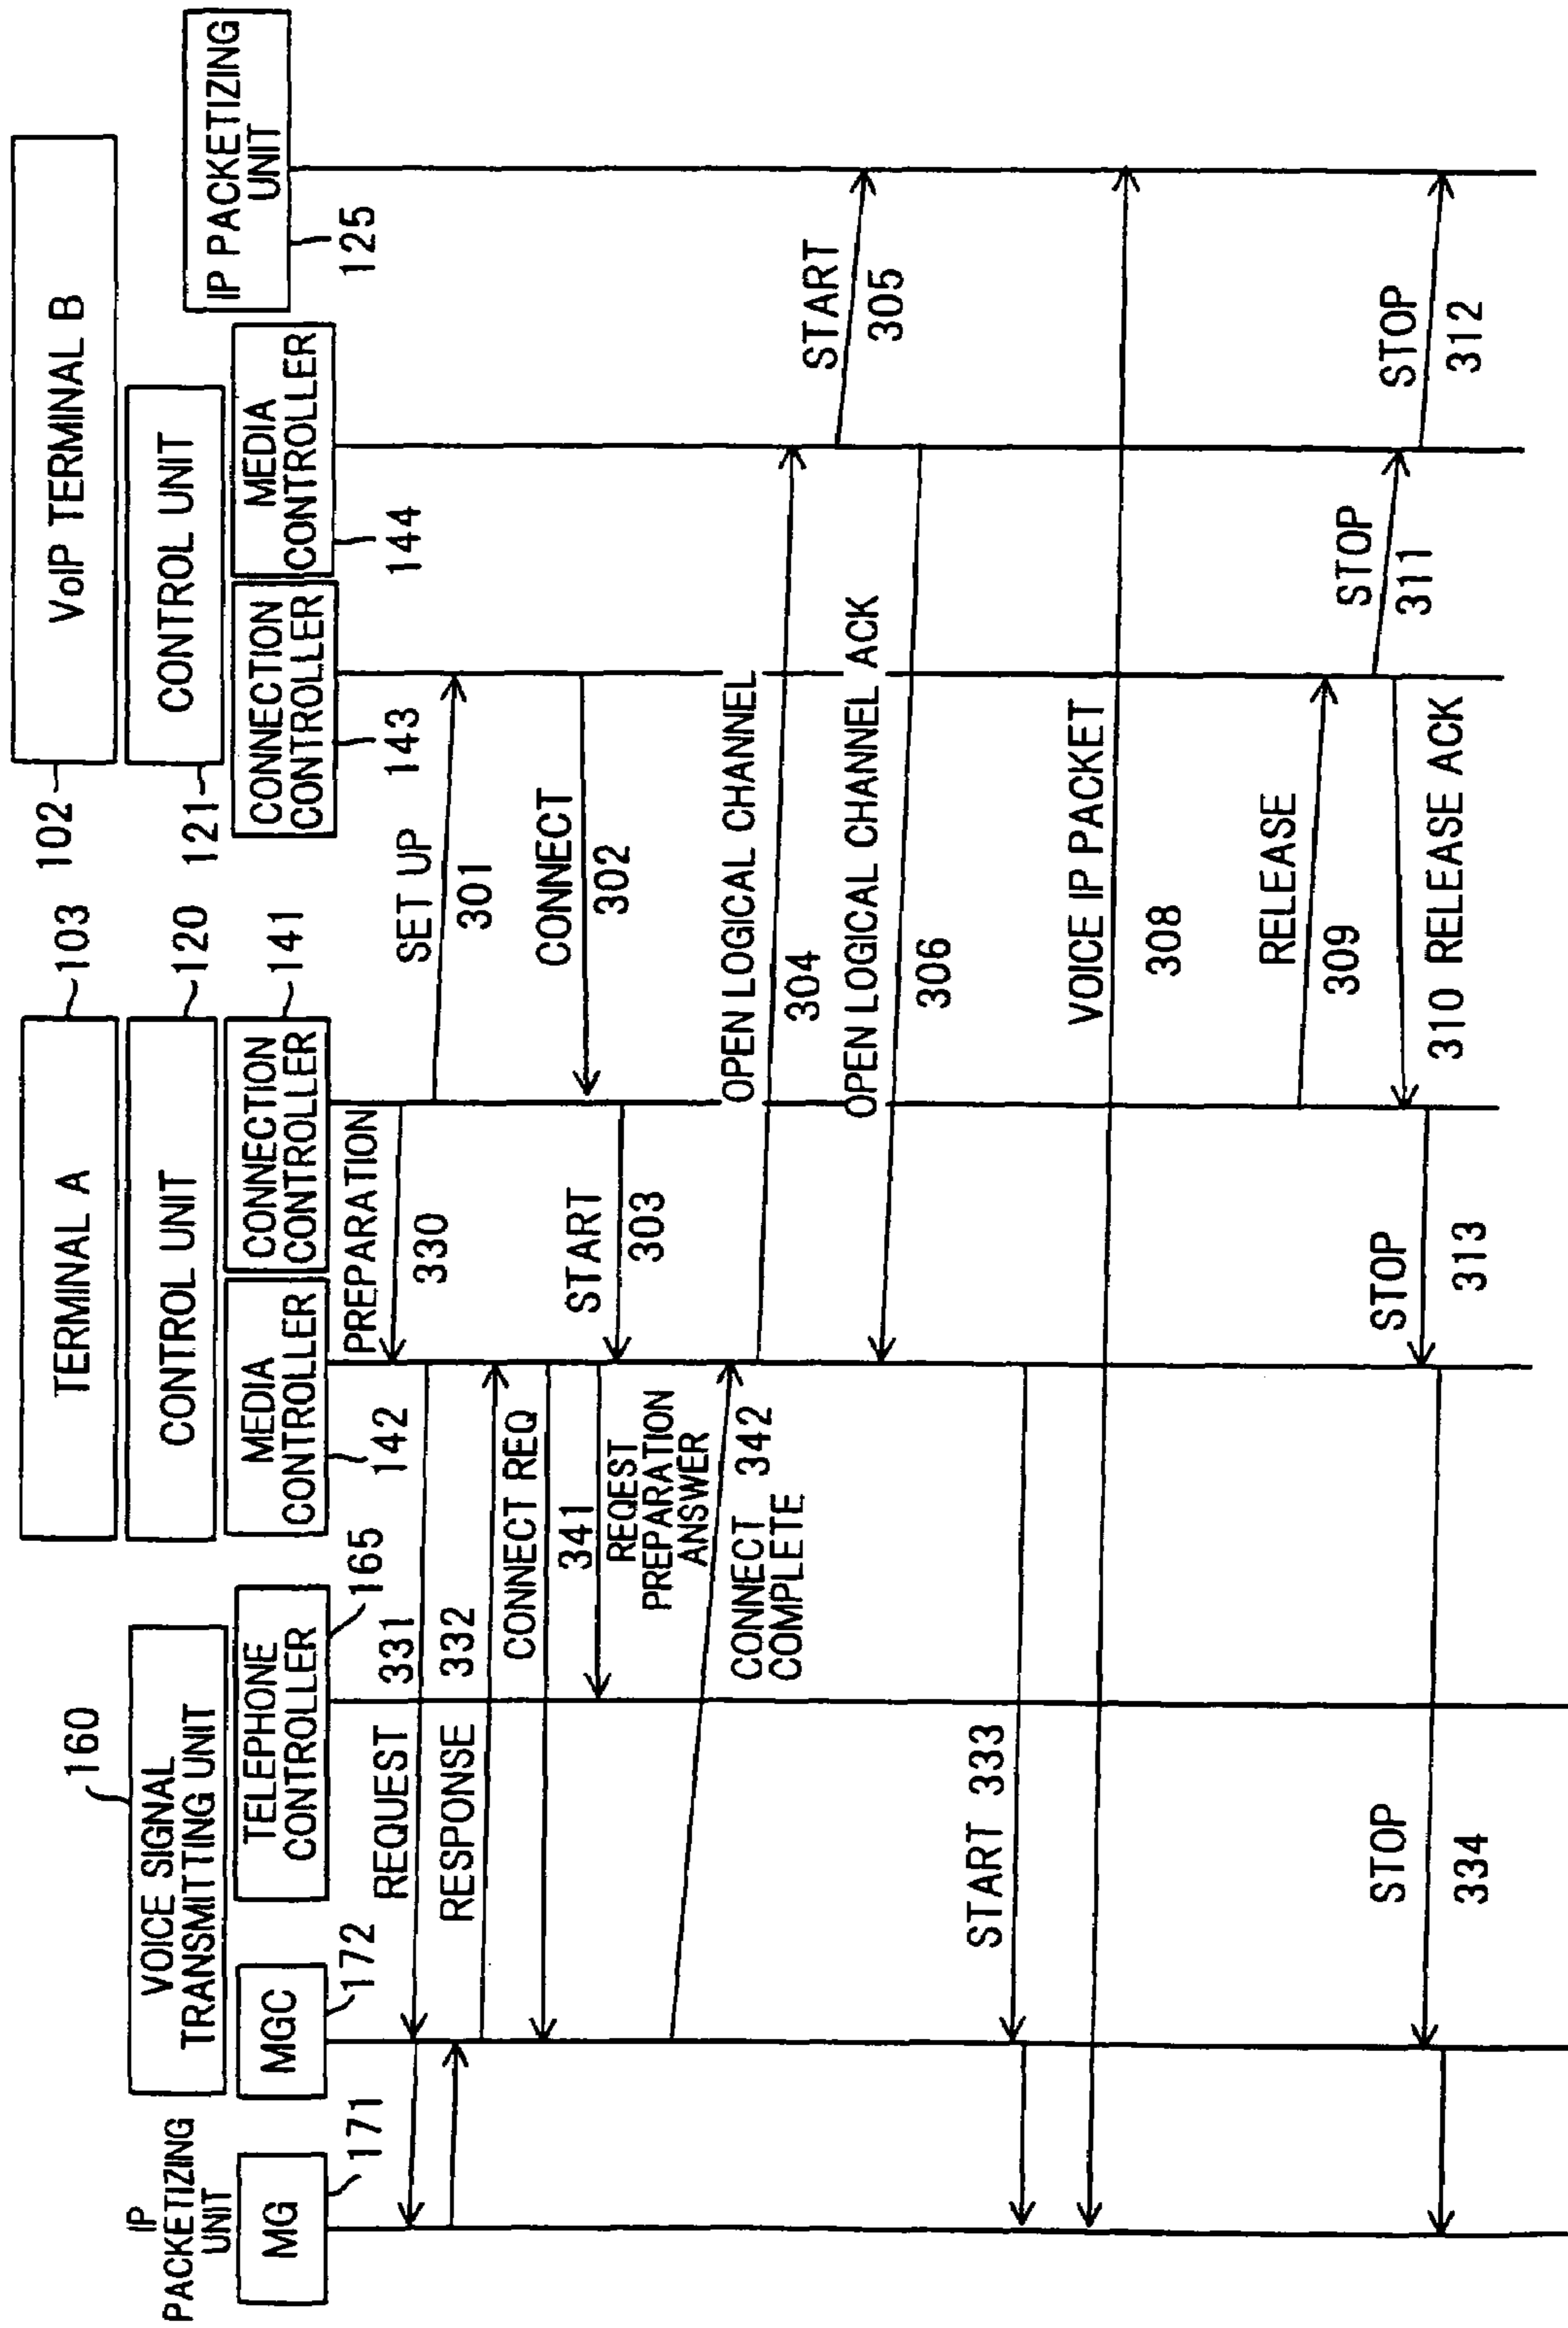 IP
PACKETIZING
UNIT
MG
171
VOICE SIGNAL
TRANSMITTING UNIT
160
MGC
172
TELEPHONE
CONTROLLER
165
TERMINAL A
103
CONTROL UNIT
120
MEDIA
CONTROLLER
142
CONNECTION
CONTROLLER
141
VoIP TERMINAL B
102
CONTROL UNIT
121
CONNECTION
CONTROLLER
143
MEDIA
CONTROLLER
144
IP PACKETIZING
UNIT
125
PREPARATION
330
REQUEST 331
SET UP
301
RESPONSE 332
CONNECT REQ
341
CONNECT
302
START
303
REQEST
PREPARATION
ANSWER
CONNECT 342
COMPLETE
OPEN LOGICAL CHANNEL
304
START
305
OPEN LOGICAL CHANNEL ACK
306
START 333
VOICE IP PACKET
308
RELEASE
309
STOP
311
310 RELEASE ACK
STOP
312
STOP
313
STOP
334